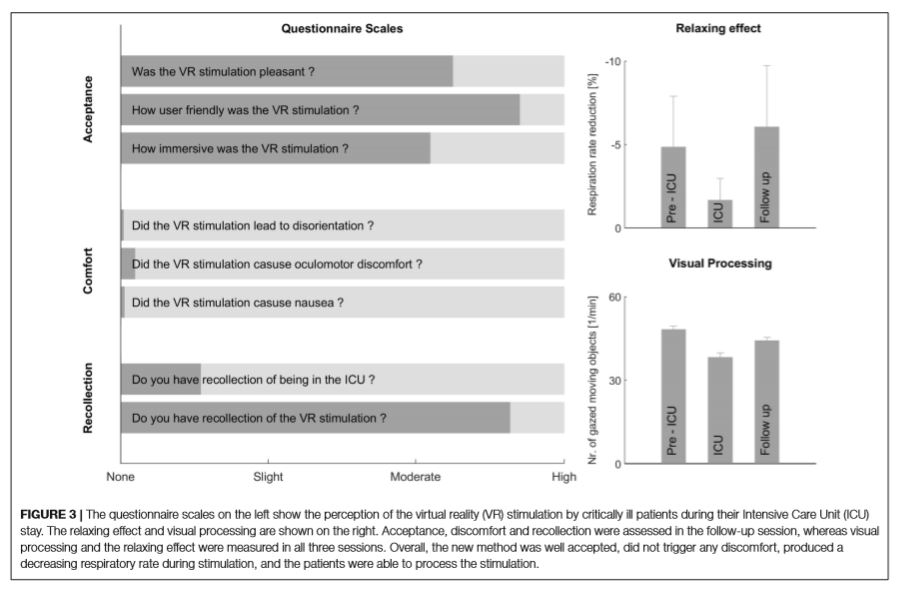 Questionnaire Scales
Acceptance
Was the VR stimulation pleasant ?
How user friendly was the VR stimulation ?
How immersive was the VR stimulation ?
Comfort
Did the VR stimulation lead to disorientation ?
Did the VR stimulation casuse oculomotor discomfort ?
Did the VR stimulation casuse nausea ?
Recollection
Do you have recollection of being in the ICU ?
Do you have recollection of the VR stimulation ?
None
Slight
Moderate
High
Relaxing effect
Respiration rate reduction [%]
-10
-5
0
Pre - ICU
ICU
Follow up
Visual Processing
Nr. of gazed moving objects [1/min]
60
30
0
Pre - ICU
ICU
Follow up
FIGURE 3 | The questionnaire scales on the left show the perception of the virtual reality (VR) stimulation by critically ill patients during their Intensive Care Unit (ICU)
stay. The relaxing effect and visual processing are shown on the right. Acceptance, discomfort and recollection were assessed in the follow-up session, whereas visual
processing and the relaxing effect were measured in all three sessions. Overall, the new method was well accepted, did not trigger any discomfort, produced a
decreasing respiratory rate during stimulation, and the patients were able to process the stimulation.